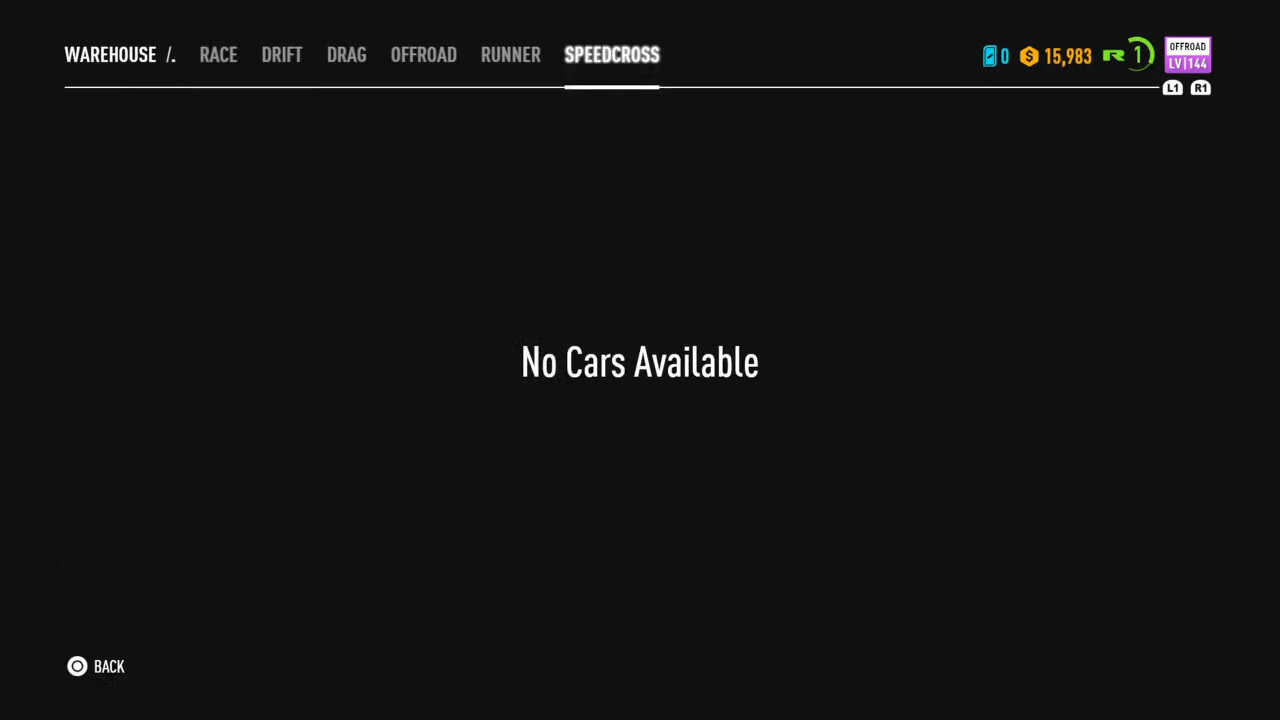 WAREHOUSE /. RACE DRIFT DRAG OFFROAD RUNNER SPEEDCROSS 0 $ 15,983 R 1 OFFROAD
LV|144
L1 R1
No Cars Available
BACK